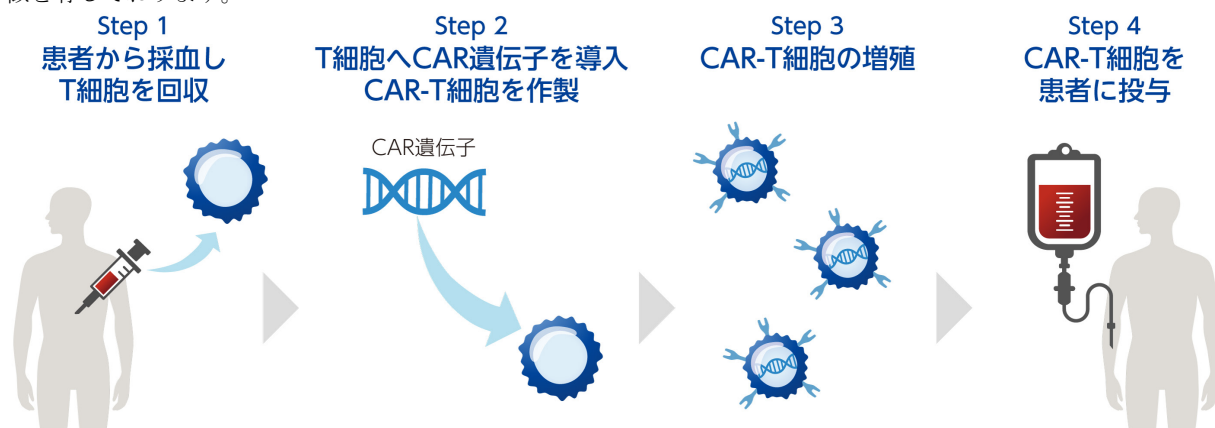 Step 1
患者から採血し
T細胞を回収
Step 2
T細胞へCAR遺伝子を導入
CAR-T細胞を作製
CAR遺伝子
Step 3
CAR-T細胞の増殖
Step 4
CAR-T細胞を
患者に投与